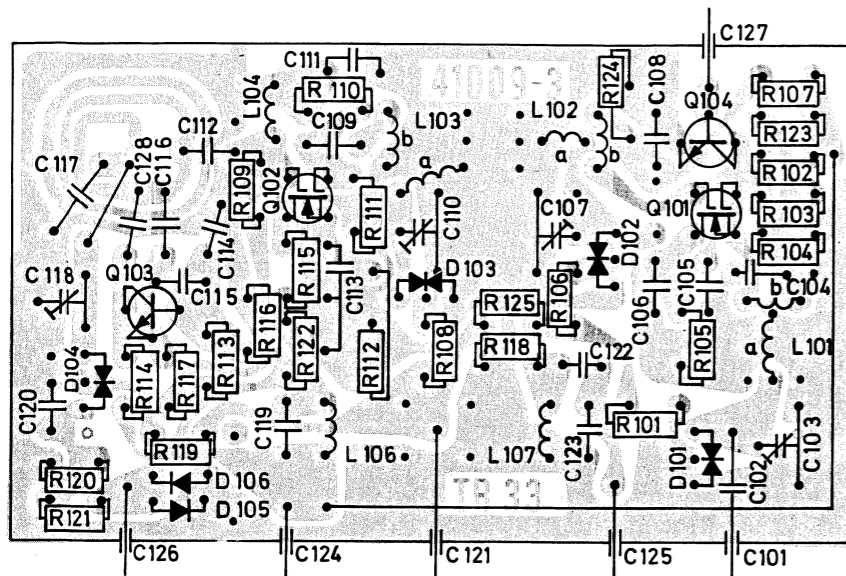 C127
C111
R 110
41009-3
R124
C108
Q104
R107
L104
C109
b
L103
L102
a
b
R123
C112
C128
C116
C117
R109
Q102
a
R102
R111
C110
C107
D102
Q101
R103
C114
R104
C118
Q103
R115
C113
D103
b
C104
C115
R116
R125
R106
C106
C105
D104
R114
R117
R113
R122
R112
R108
R118
C122
R105
a
L101
C120
C119
L106
L107
C123
R101
R119
D101
C102
C103
R120
D106
R121
D105
TR 33
C126
C124
C121
C125
C101